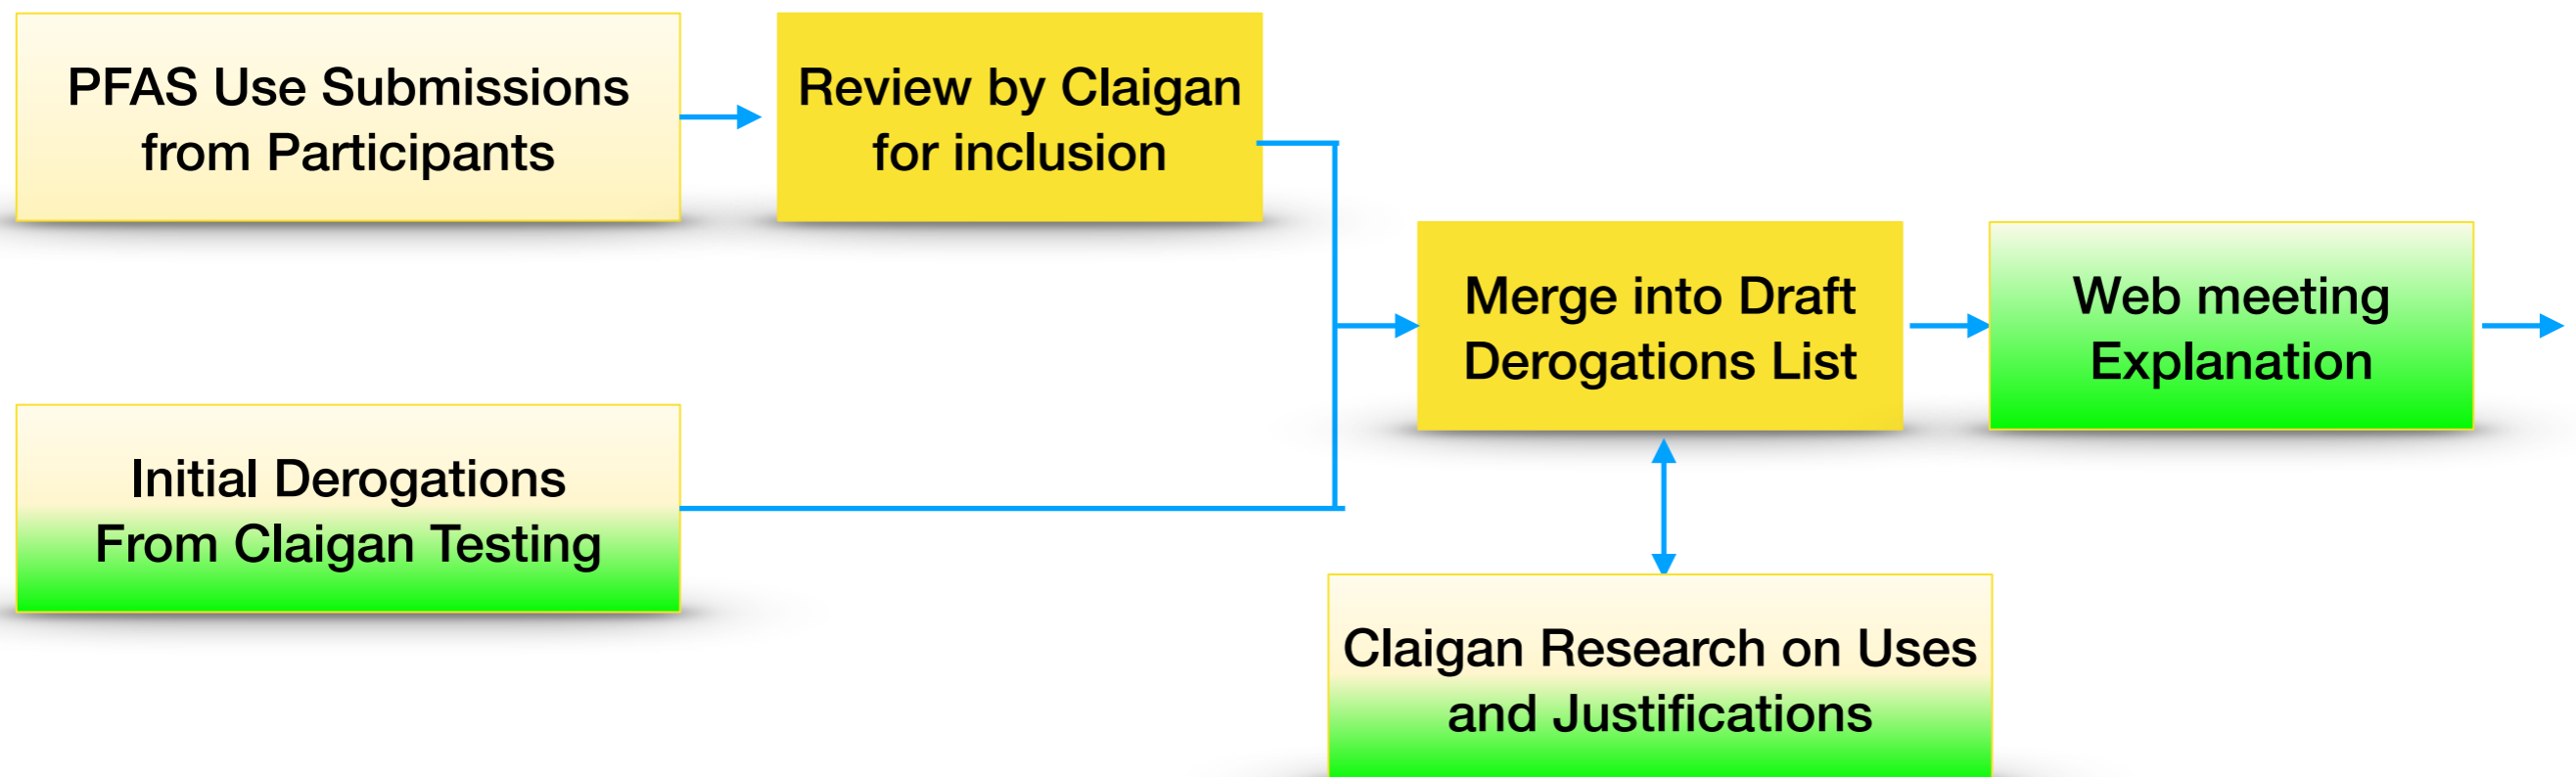 PFAS Use Submissions
from Participants
Review by Claigan
for inclusion
Merge into Draft
Derogations List
Web meeting
Explanation
Initial Derogations
From Claigan Testing
Claigan Research on Uses
and Justifications